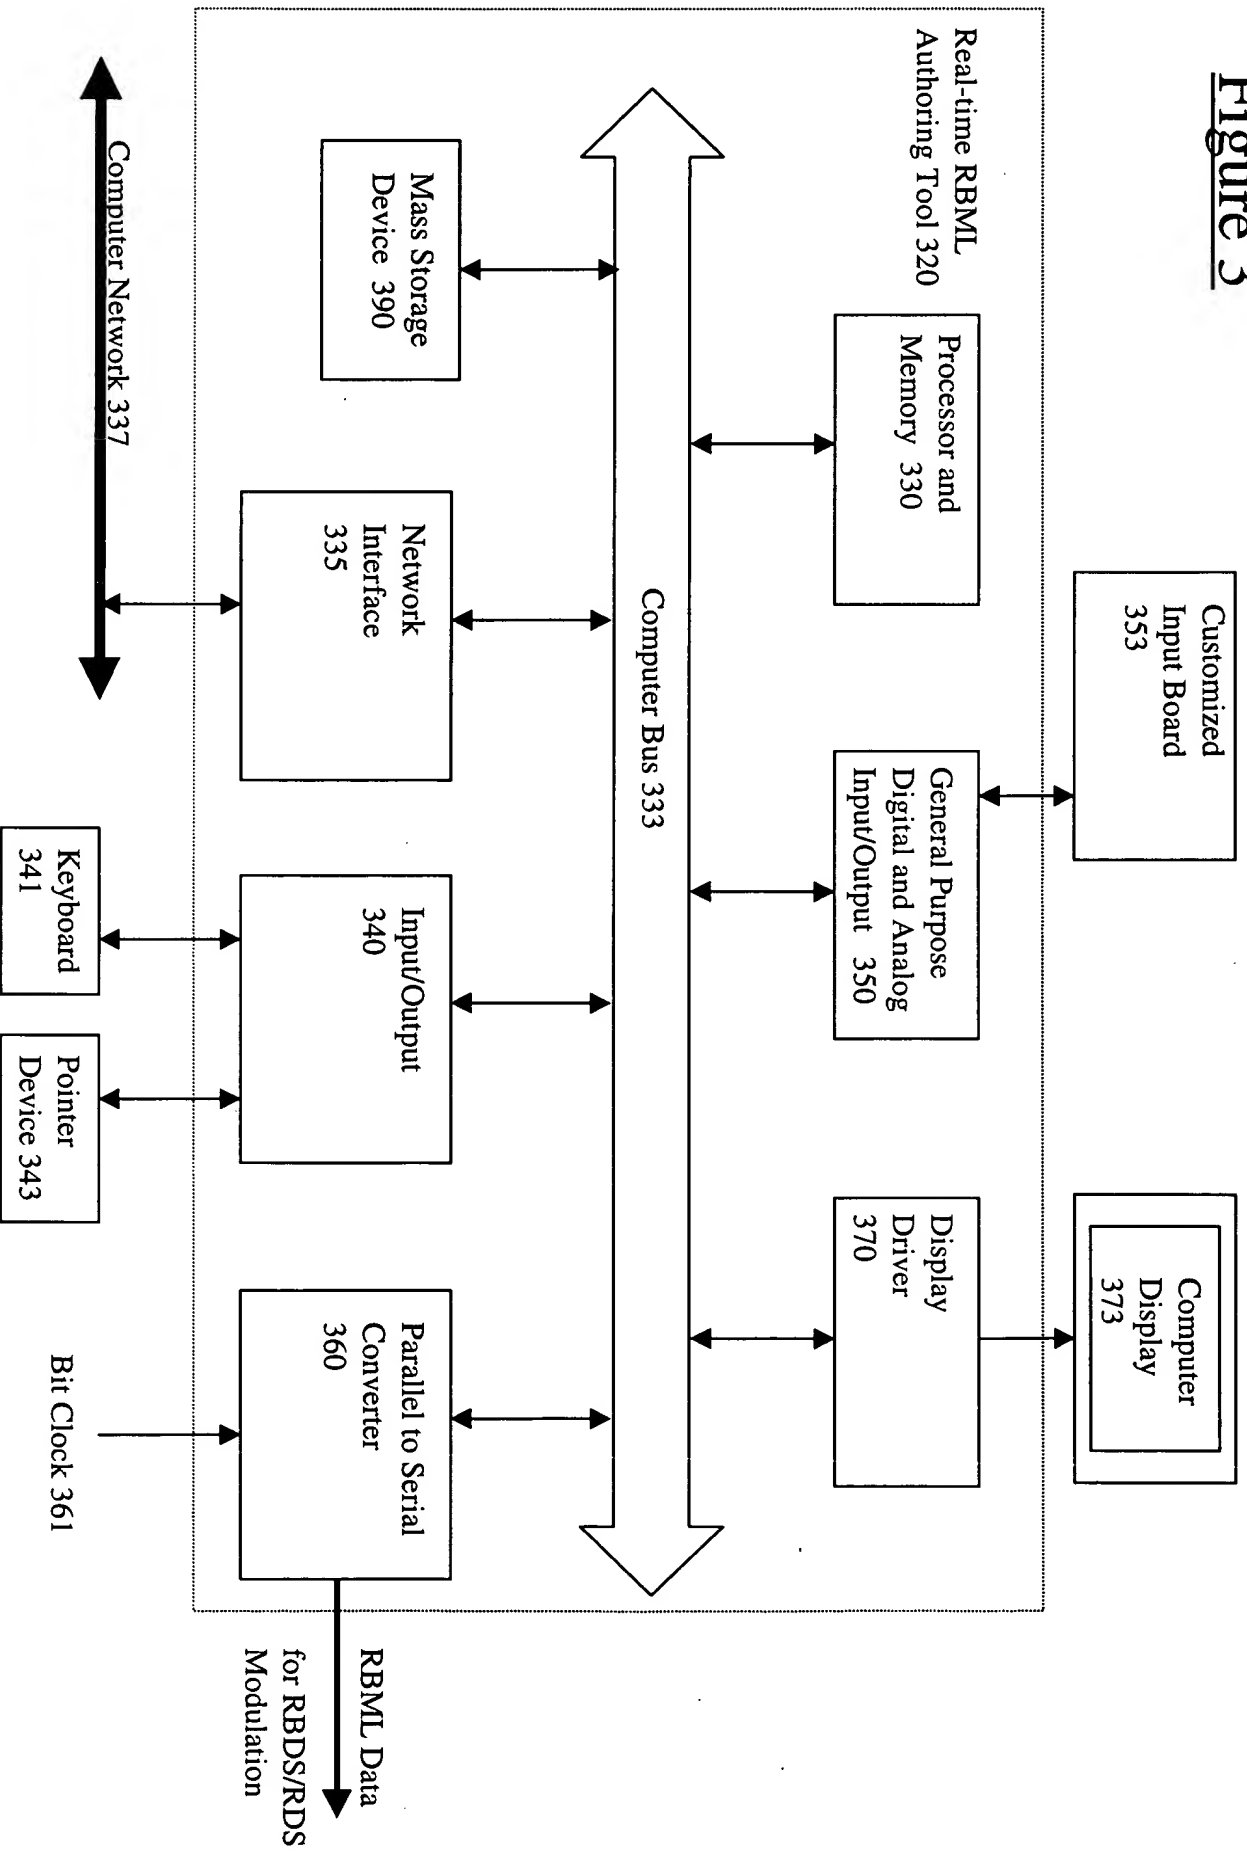 Figure 3
Real-time RBML
Authoring Tool 320
Customized
Input Board
353
Computer
Display
373
Processor and
Memory 330
General Purpose
Digital and Analog
Input/Output 350
Display
Driver
370
Computer Bus 333
Mass Storage
Device 390
Network
Interface
335
Input/Output
340
Parallel to Serial
Converter
360
RBML Data
for RBDS/RDS
Modulation
Computer Network 337
Keyboard
341
Pointer
Device 343
Bit Clock 361